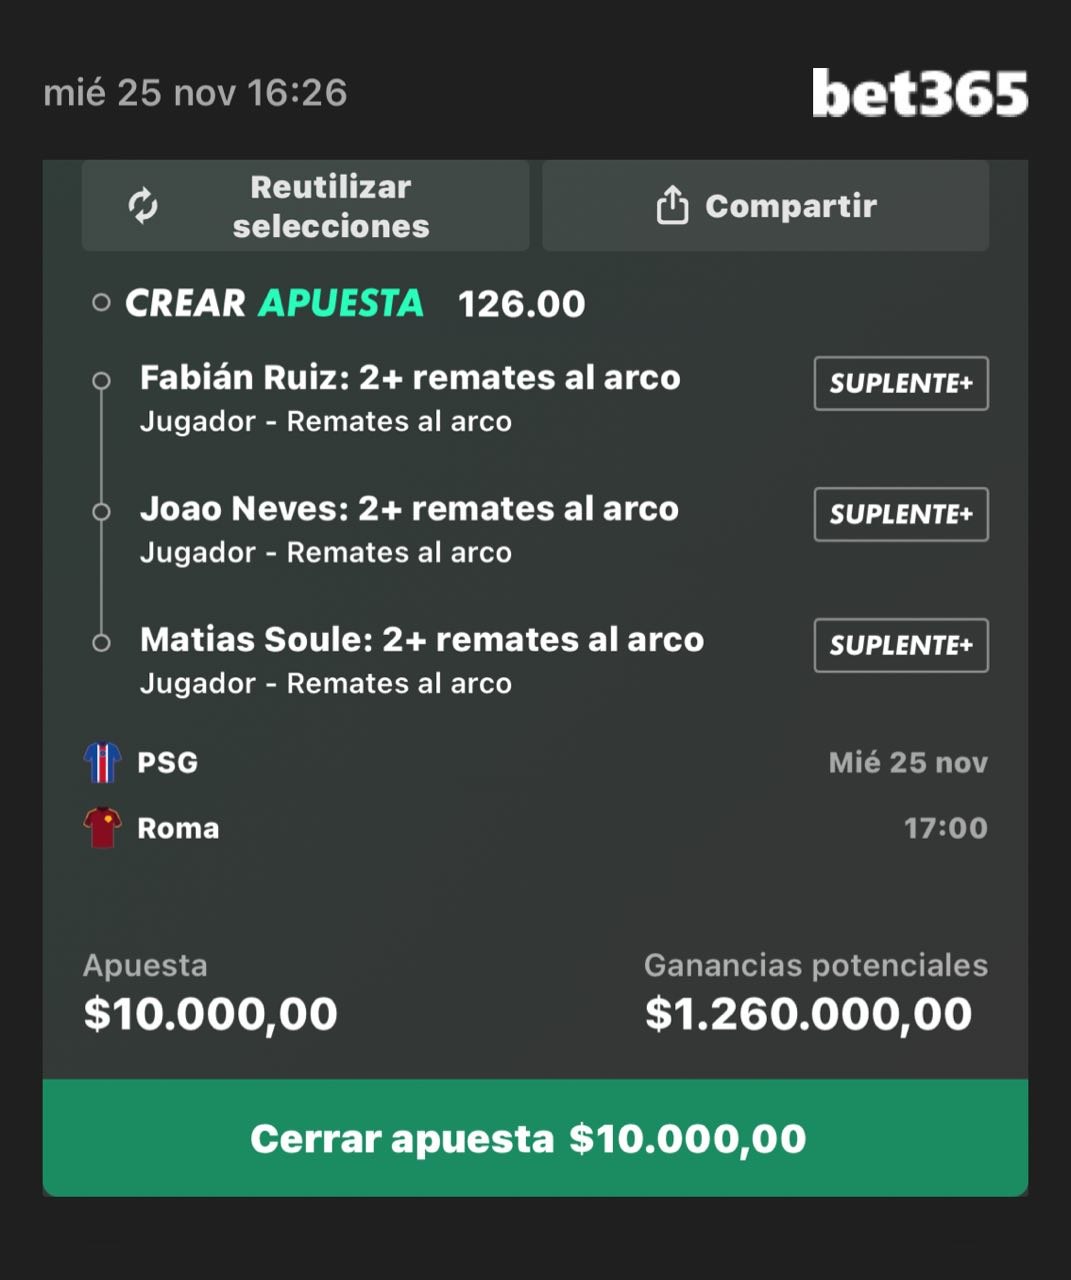 mié 25 nov 16:26
bet365
Reutilizar
selecciones
Compartir
CREAR APUESTA 126.00
Fabián Ruiz: 2+ remates al arco
SUPLENTE+
Jugador - Remates al arco
Joao Neves: 2+ remates al arco
SUPLENTE+
Jugador - Remates al arco
Matias Soule: 2+ remates al arco
SUPLENTE+
Jugador - Remates al arco
PSG
Mié 25 nov
Roma
17:00
Apuesta
Ganancias potenciales
$10.000,00
$1.260.000,00
Cerrar apuesta $10.000,00